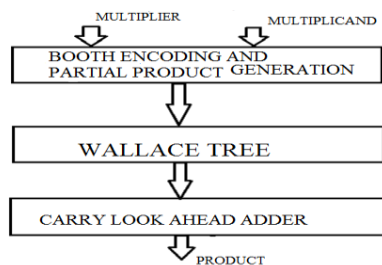 MULTIPLIER
MULTIPLICAND
BOOTH ENCODING AND
PARTIAL PRODUCT GENERATION
WALLACE TREE
CARRY LOOK AHEAD ADDER
PRODUCT